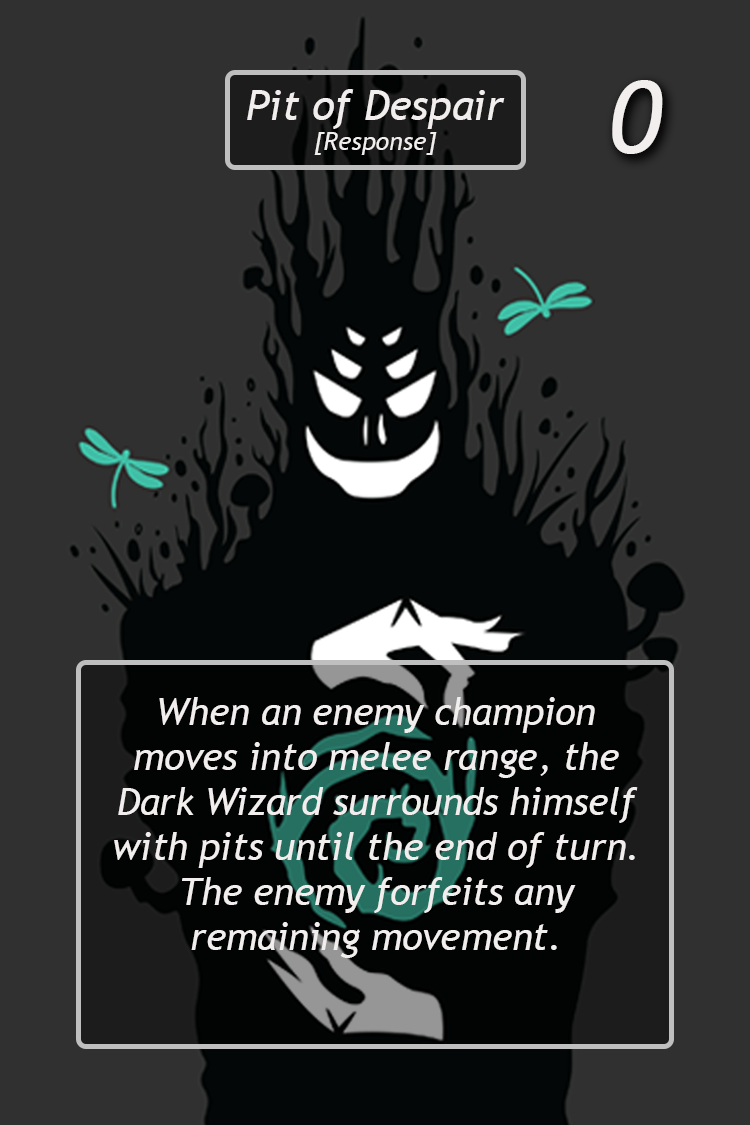 Pit of Despair
[Response]
0
When an enemy champion
moves into melee range, the
Dark Wizard surrounds himself
with pits until the end of turn.
The enemy forfeits any
remaining movement.